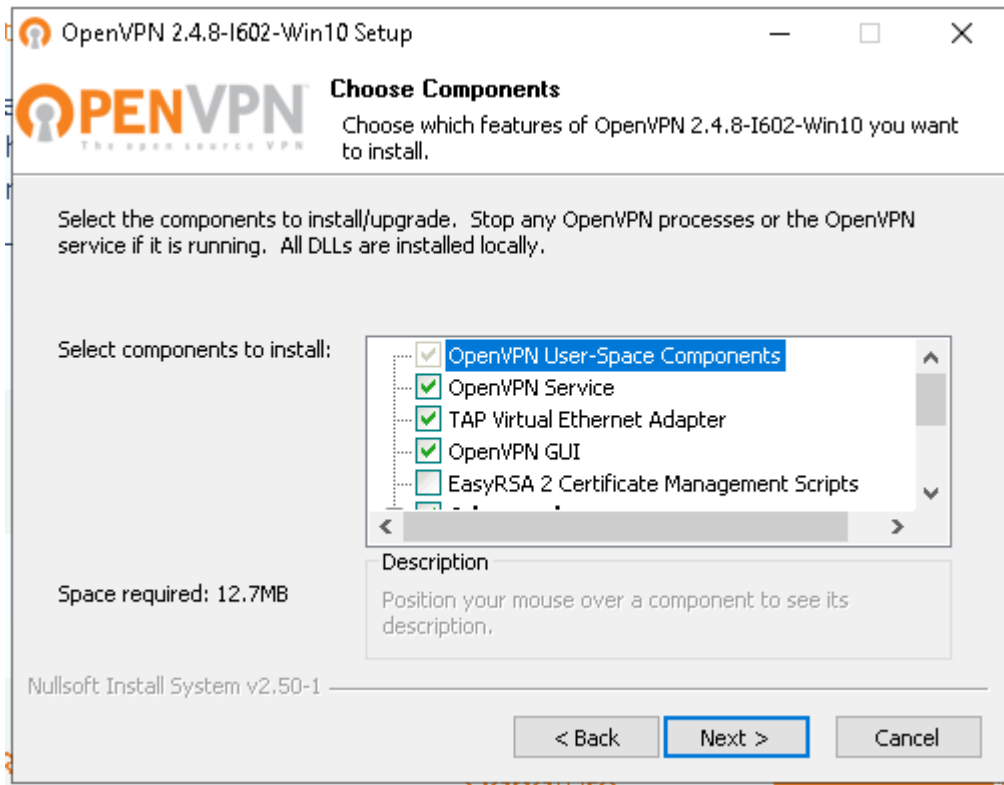 OpenVPN 2.4.8-I602-Win10 Setup
OPENVPN
The open source VPN
Choose Components
Choose which features of OpenVPN 2.4.8-I602-Win10 you want
to install.
Select the components to install/upgrade. Stop any OpenVPN processes or the OpenVPN
service if it is running. All DLLs are installed locally.
Select components to install:
OpenVPN User-Space Components
OpenVPN Service
TAP Virtual Ethernet Adapter
OpenVPN GUI
EasyRSA 2 Certificate Management Scripts
Description
Space required: 12.7MB
Position your mouse over a component to see its
description.
Nullsoft Install System v2.50-1
< Back
Next >
Cancel